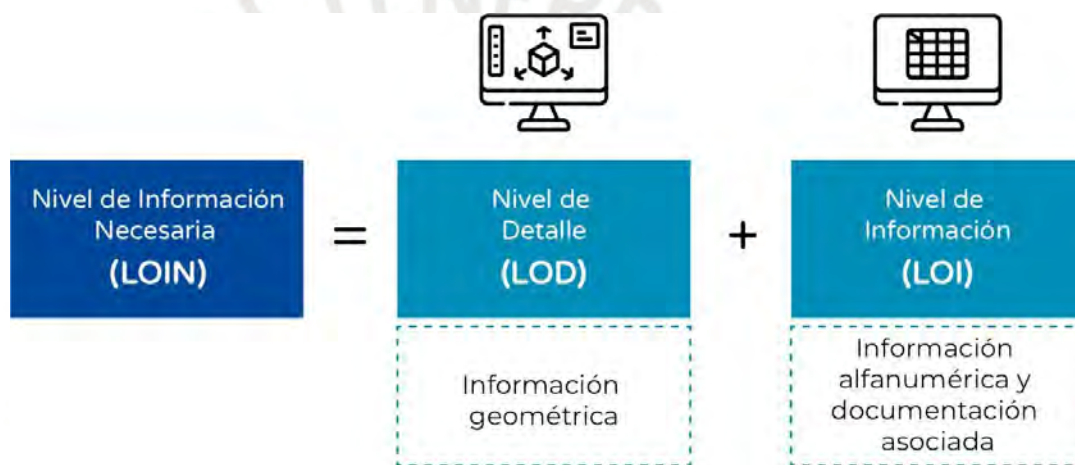 Nivel de Información
Necesaria
(LOIN)
=
Nivel de
Detalle
(LOD)
+
Nivel de
Información
(LOI)
Información
geométrica
Información
alfanumérica y
documentación
asociada